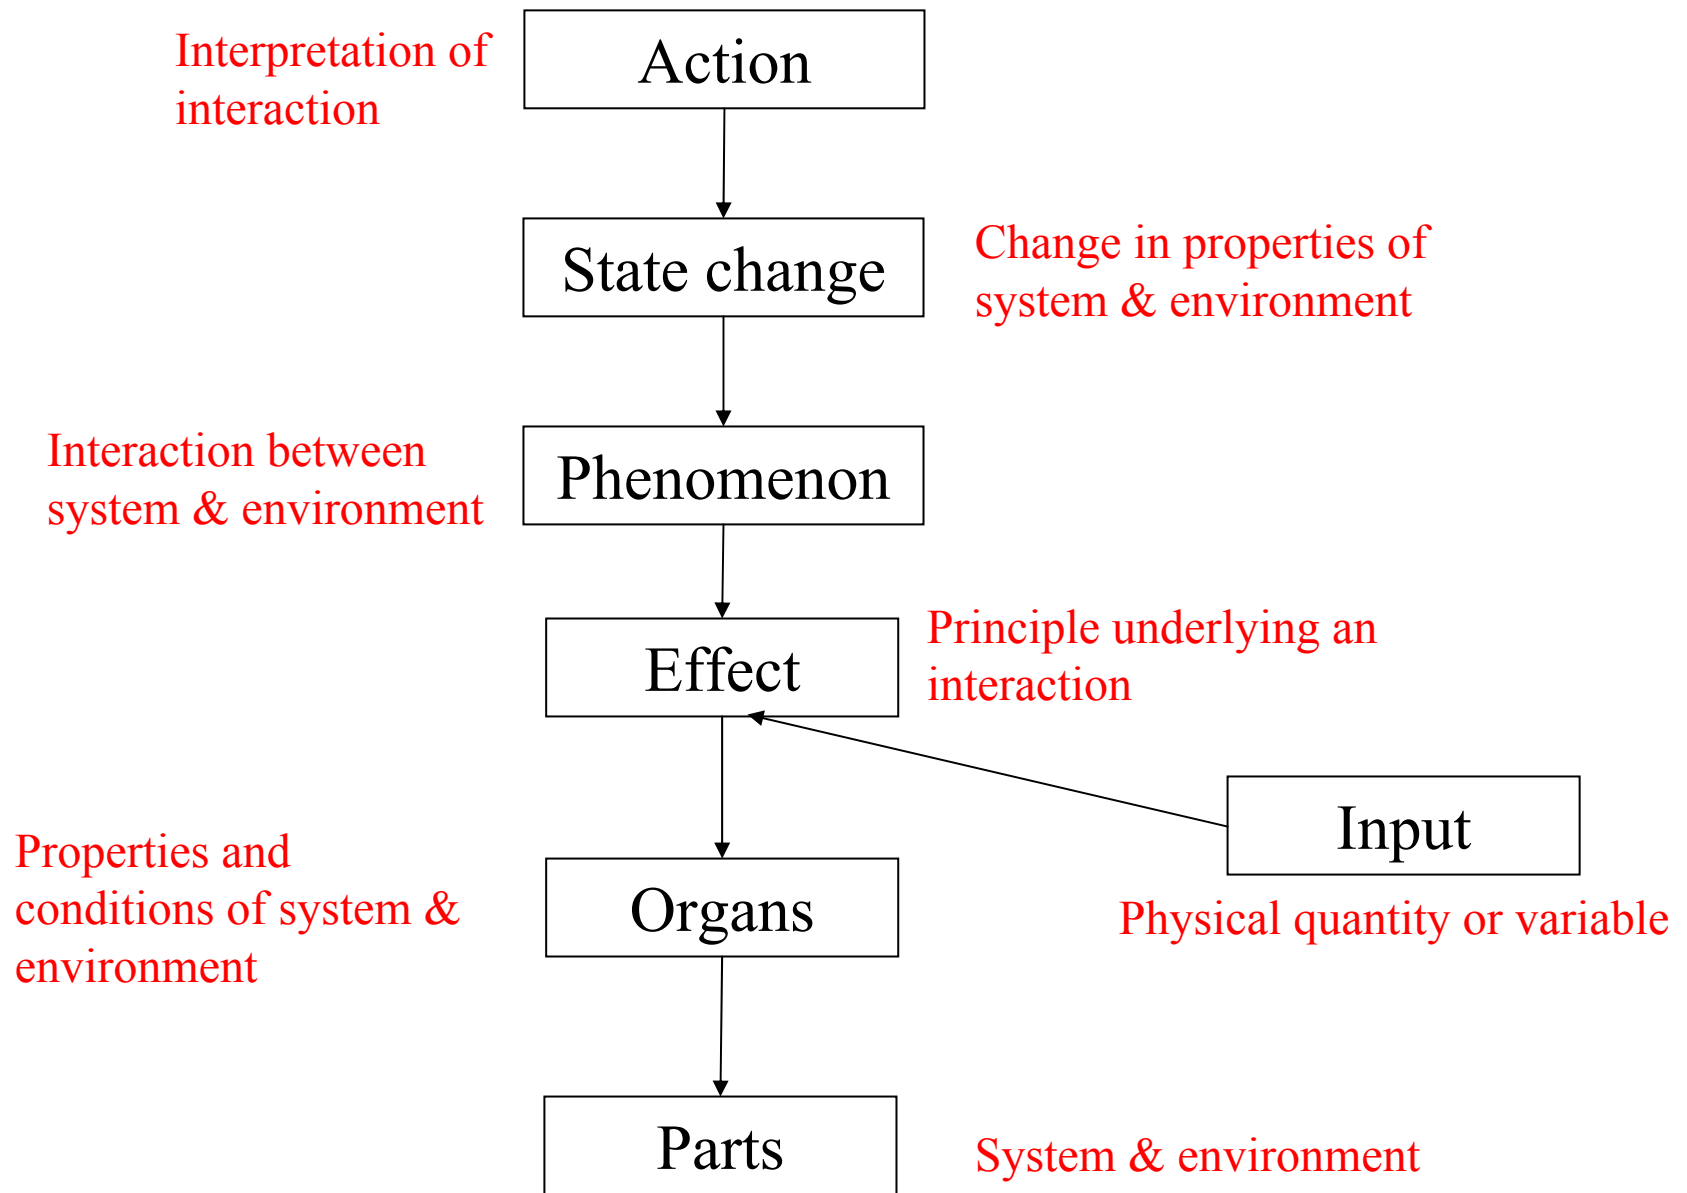 Interpretation of
interaction
Action
State change
Change in properties of
system & environment
Interaction between
system & environment
Phenomenon
Effect
Principle underlying an
interaction
Input
Physical quantity or variable
Properties and
conditions of system &
environment
Organs
Parts
System & environment